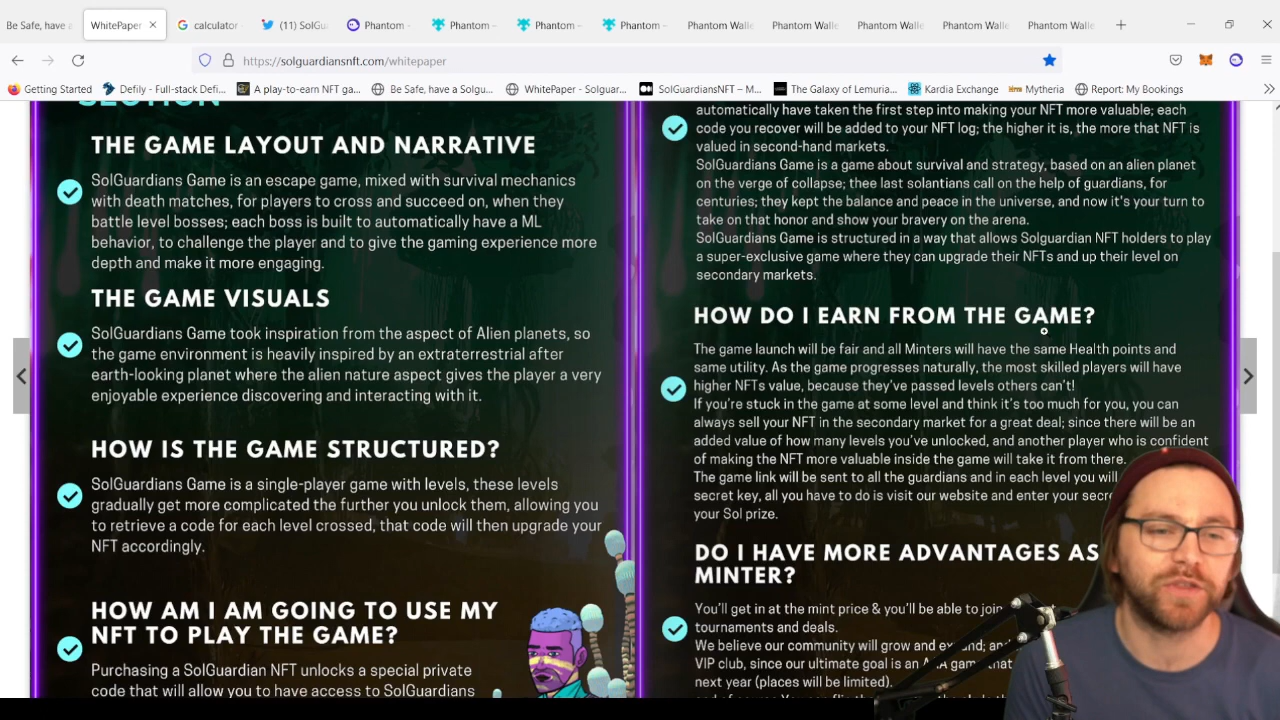 Be Safe, have a
WhitePaper
calculator
(11) SolGu
Phantom –
Phantom –
Phantom –
Phantom –
Phantom Walle
Phantom Walle
Phantom Walle
Phantom Walle
Phantom Walle
https://solguardiansnft.com/whitepaper
Getting Started
Defily - Full-stack Defi...
A play-to-earn NFT ga...
Be Safe, have a Solgu...
WhitePaper - Solguar...
SolGuardiansNFT – M...
The Galaxy of Lemuria...
Kardia Exchange
Mytheria
Report: My Bookings
SECTION
THE GAME LAYOUT AND NARRATIVE
SolGuardians Game is an escape game, mixed with survival mechanics
with death matches, for players to cross and succeed on, when they
battle level bosses; each boss is built to automatically have a ML
behavior, to challenge the player and to give the gaming experience more
depth and make it more engaging.
THE GAME VISUALS
SolGuardians Game took inspiration from the aspect of Alien planets, so
the game environment is heavily inspired by an extraterrestrial after
earth-looking planet where the alien nature aspect gives the player a very
enjoyable experience discovering and interacting with it.
HOW IS THE GAME STRUCTURED?
SolGuardians Game is a single-player game with levels, these levels
gradually get more complicated the further you unlock them, allowing you
to retrieve a code for each level crossed, that code will then upgrade your
NFT accordingly.
HOW AM I AM GOING TO USE MY
NFT TO PLAY THE GAME?
Purchasing a SolGuardian NFT unlocks a special private
code that will allow you to have access to SolGuardians
automatically have taken the first step into making your NFT more valuable; each
code you recover will be added to your NFT log; the higher it is, the more that NFT is
valued in second-hand markets.
SolGuardians Game is a game about survival and strategy, based on an alien planet
on the verge of collapse; thee last solantians call on the help of guardians, for
centuries; they kept the balance and peace in the universe, and now it's your turn to
take on that honor and show your bravery on the arena.
SolGuardians Game is structured in a way that allows Solguardian NFT holders to play
a super-exclusive game where they can upgrade their NFTs and up their level on
secondary markets.
HOW DO I EARN FROM THE GAME?
The game launch will be fair and all Minters will have the same Health points and
same utility. As the game progresses naturally, the most skilled players will have
higher NFTs value, because they've passed levels others can't!
If you're stuck in the game at some level and think it's too much for you, you can
always sell your NFT in the secondary market for a great deal; since there will be an
added value of how many levels you've unlocked, and another player who is confident
of making the NFT more valuable inside the game will take it from there.
The game link will be sent to all the guardians and in each level you will
secret key, all you have to do is visit our website and enter your secre
your Sol prize.
DO I HAVE MORE ADVANTAGES AS
MINTER?
You'll get in at the mint price & you'll be able to join
tournaments and deals.
We believe our community will grow and expand; and
VIP club, since our ultimate goal is an AAA game that
next year (places will be limited).